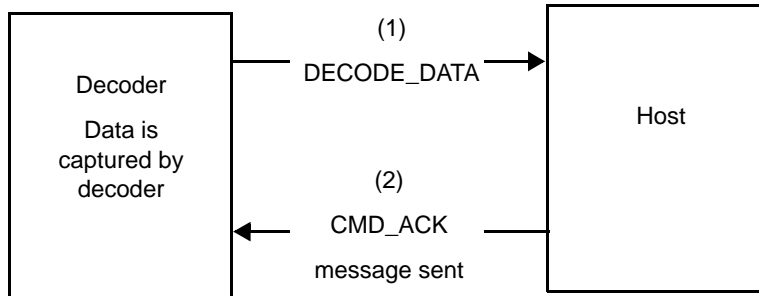 (1)
DECODE_DATA
Decoder
Data is
captured by
decoder
Host
(2)
CMD_ACK
message sent